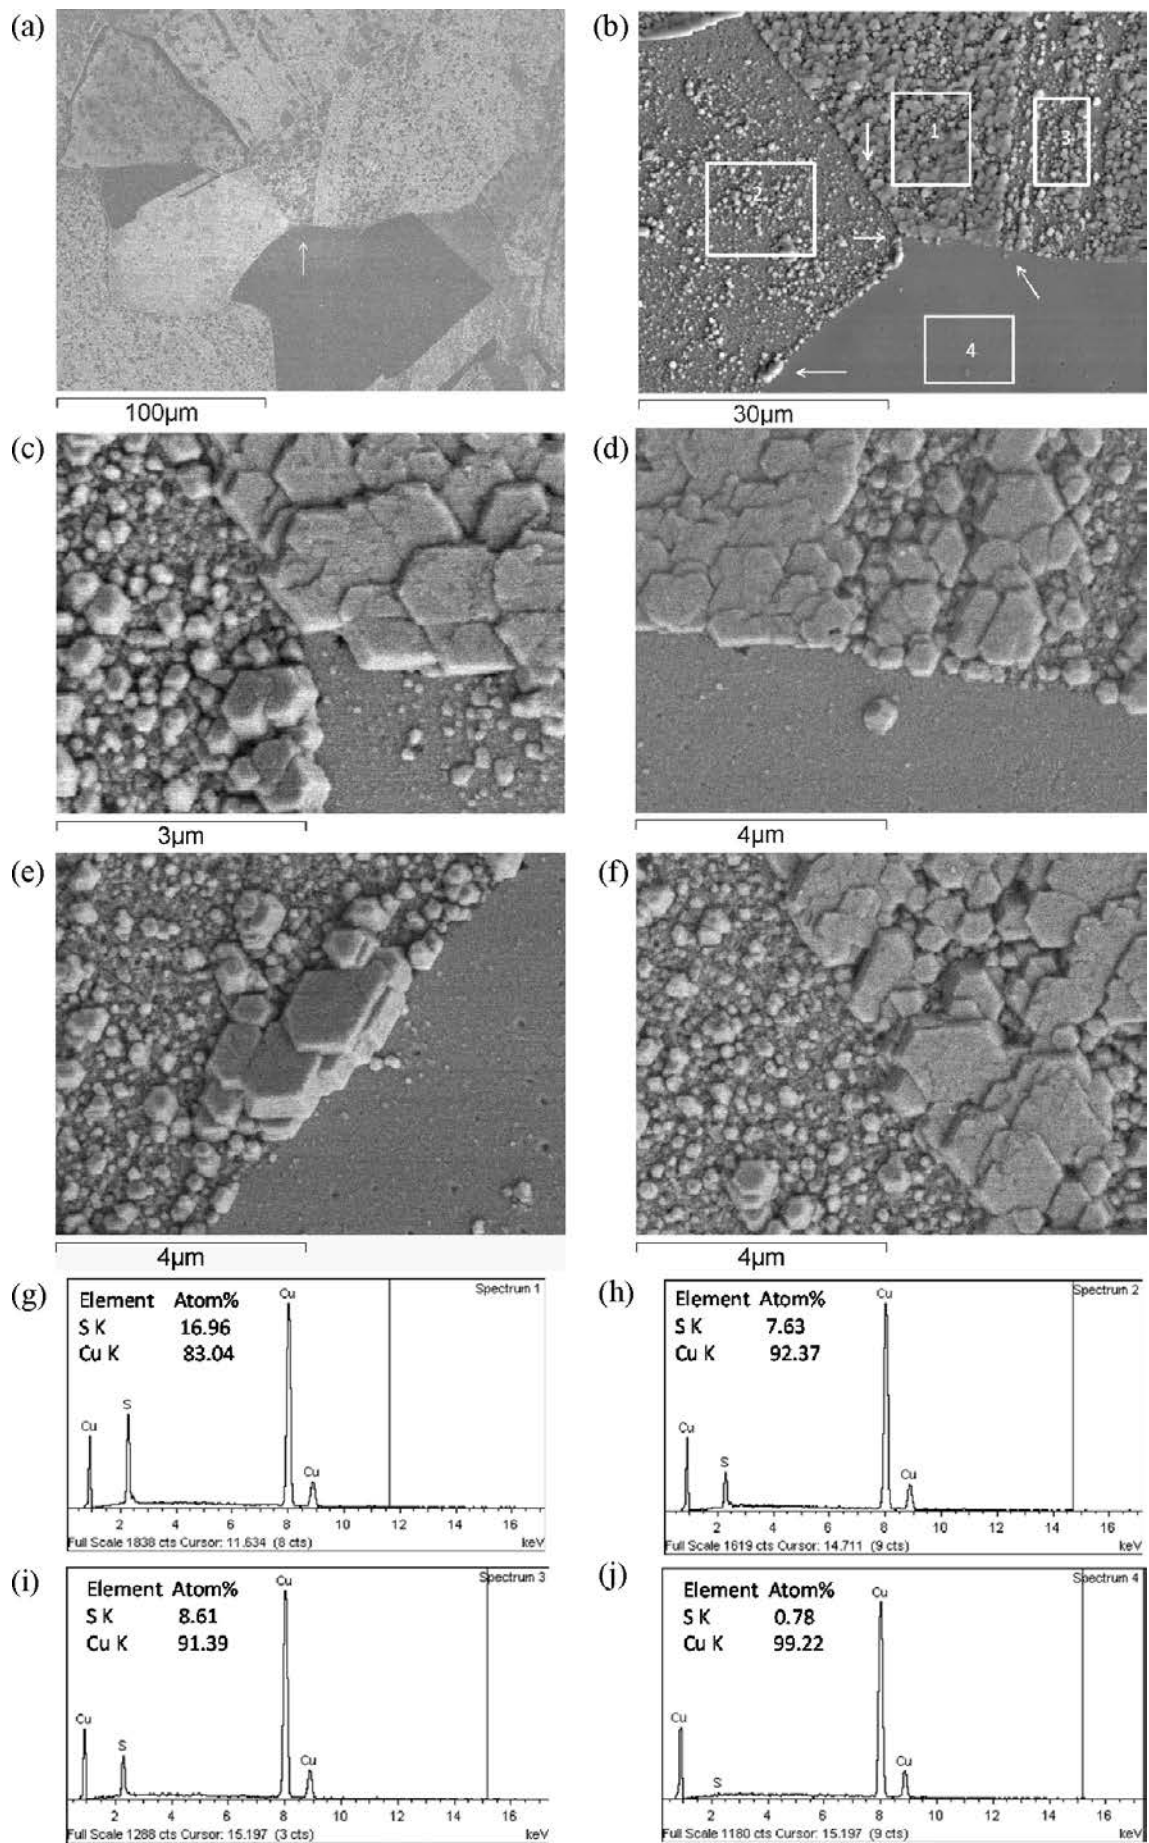 (a)
100µm
(b)
1
2
3
4
30µm
(c)
3µm
(d)
4µm
(e)
4µm
(f)
4µm
(g)
Spectrum 1
Element Atom%
S K 16.96
Cu K 83.04
Cu
S
Cu
Cu
2 4 6 8 10 12 14 16
Full Scale 1838 cts Cursor: 11.634 (8 cts) keV
(h)
Spectrum 2
Element Atom%
S K 7.63
Cu K 92.37
Cu
Cu
S
Cu
2 4 6 8 10 12 14 16
Full Scale 1619 cts Cursor: 14.711 (9 cts) keV
(i)
Spectrum 3
Element Atom%
S K 8.61
Cu K 91.39
Cu
Cu
S
Cu
2 4 6 8 10 12 14 16
Full Scale 1288 cts Cursor: 15.197 (3 cts) keV
(j)
Spectrum 4
Element Atom%
S K 0.78
Cu K 99.22
Cu
Cu
S
Cu
2 4 6 8 10 12 14 16
Full Scale 1180 cts Cursor: 15.197 (9 cts) keV